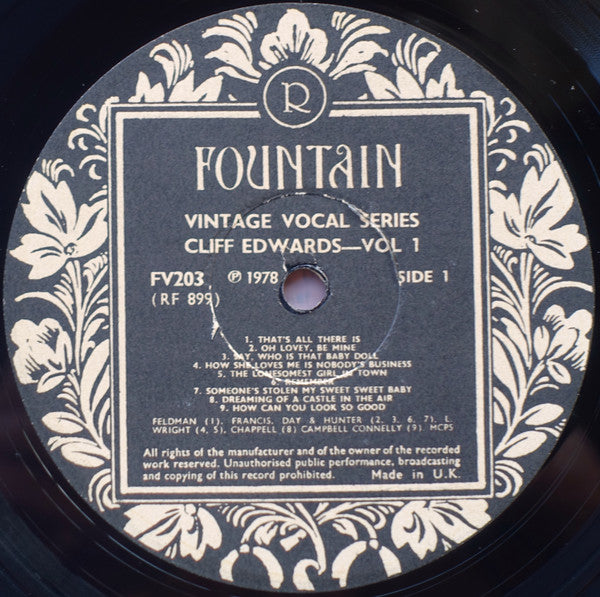 R
FOUNTAIN
VINTAGE VOCAL SERIES
CLIFF EDWARDS—VOL 1
FV203 ℗ 1978 SIDE 1
(RF 899)
1. THAT'S ALL THERE IS
2. OH LOVEY, BE MINE
3. SAY, WHO IS THAT BABY DOLL
4. HOW SHE LOVES ME IS NOBODY'S BUSINESS
5. THE LONESOMEST GIRL IN TOWN
6. REMEMBER
7. SOMEONE'S STOLEN MY SWEET SWEET BABY
8. DREAMING OF A CASTLE IN THE AIR
9. HOW CAN YOU LOOK SO GOOD
FELDMAN (1), FRANCIS, DAY & HUNTER (2, 3, 6, 7). L.
WRIGHT (4, 5), CHAPPELL (8) CAMPBELL CONNELLY (9). MCPS
All rights of the manufacturer and of the owner of the recorded
work reserved. Unauthorised public performance, broadcasting
and copying of this record prohibited. Made in U.K.